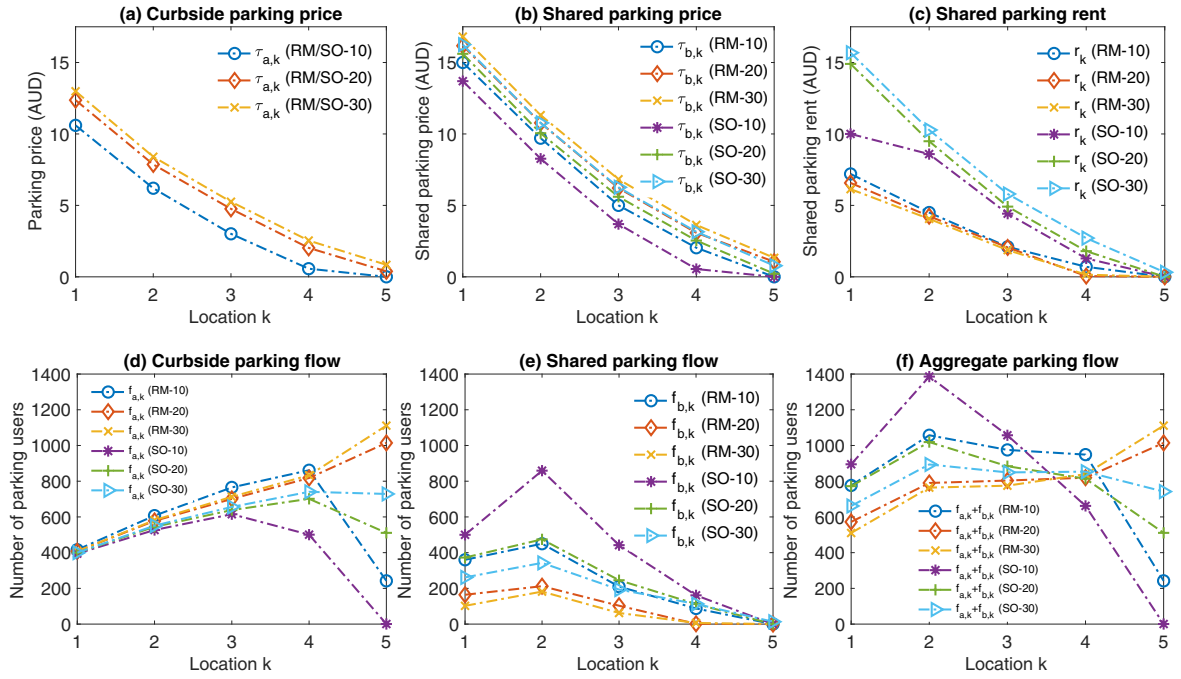 (a) Curbside parking price
Parking price (AUD)
15
10
5
0
τa,k (RM/SO-10)
τa,k (RM/SO-20)
τa,k (RM/SO-30)
1 2 3 4 5
Location k
(b) Shared parking price
Shared parking price (AUD)
15
10
5
0
τb,k (RM-10)
τb,k (RM-20)
τb,k (RM-30)
τb,k (SO-10)
τb,k (SO-20)
τb,k (SO-30)
1 2 3 4 5
Location k
(c) Shared parking rent
Shared parking rent (AUD)
15
10
5
0
rk (RM-10)
rk (RM-20)
rk (RM-30)
rk (SO-10)
rk (SO-20)
rk (SO-30)
1 2 3 4 5
Location k
(d) Curbside parking flow
Number of parking users
1400
1200
1000
800
600
400
200
0
fa,k (RM-10)
fa,k (RM-20)
fa,k (RM-30)
fa,k (SO-10)
fa,k (SO-20)
fa,k (SO-30)
1 2 3 4 5
Location k
(e) Shared parking flow
Number of parking users
1400
1200
1000
800
600
400
200
0
fb,k (RM-10)
fb,k (RM-20)
fb,k (RM-30)
fb,k (SO-10)
fb,k (SO-20)
fb,k (SO-30)
1 2 3 4 5
Location k
(f) Aggregate parking flow
Number of parking users
1400
1200
1000
800
600
400
200
0
fa,k+fb,k (RM-10)
fa,k+fb,k (RM-20)
fa,k+fb,k (RM-30)
fa,k+fb,k (SO-10)
fa,k+fb,k (SO-20)
fa,k+fb,k (SO-30)
1 2 3 4 5
Location k